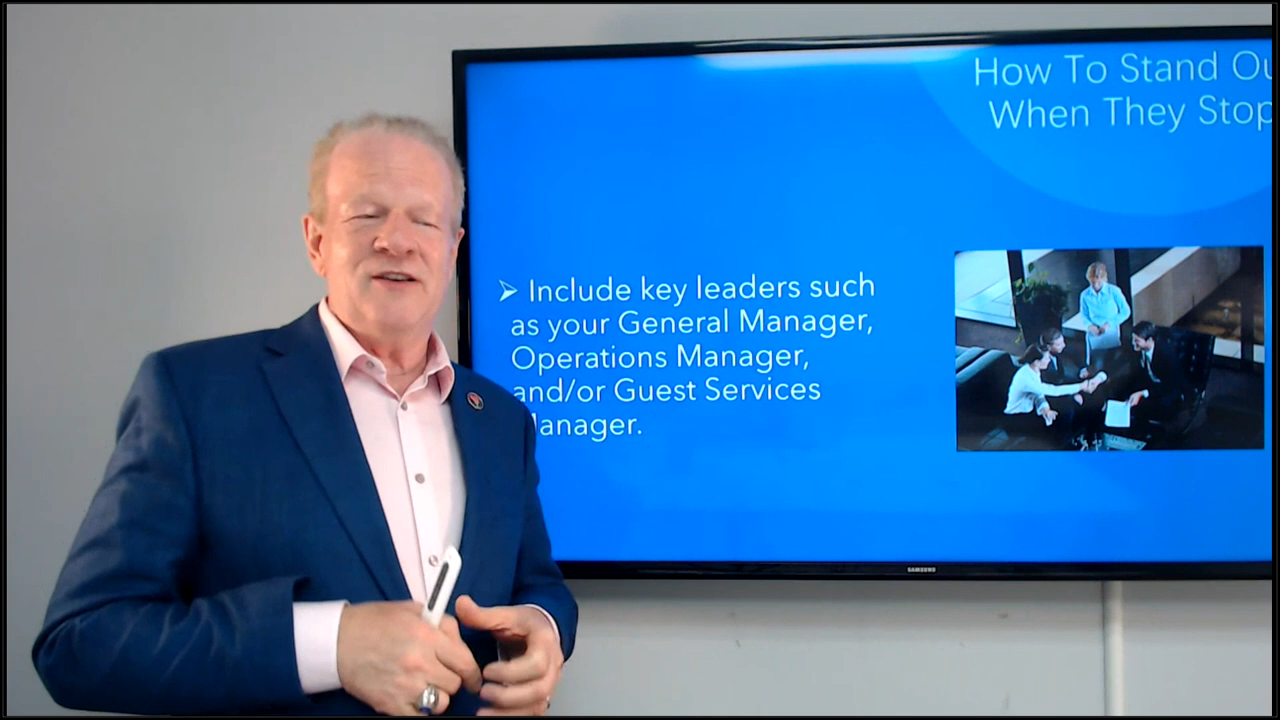 How To Stand Ou
When They Stop
➢ Include key leaders such
as your General Manager,
Operations Manager,
and/or Guest Services
anager.
SAMSUNG